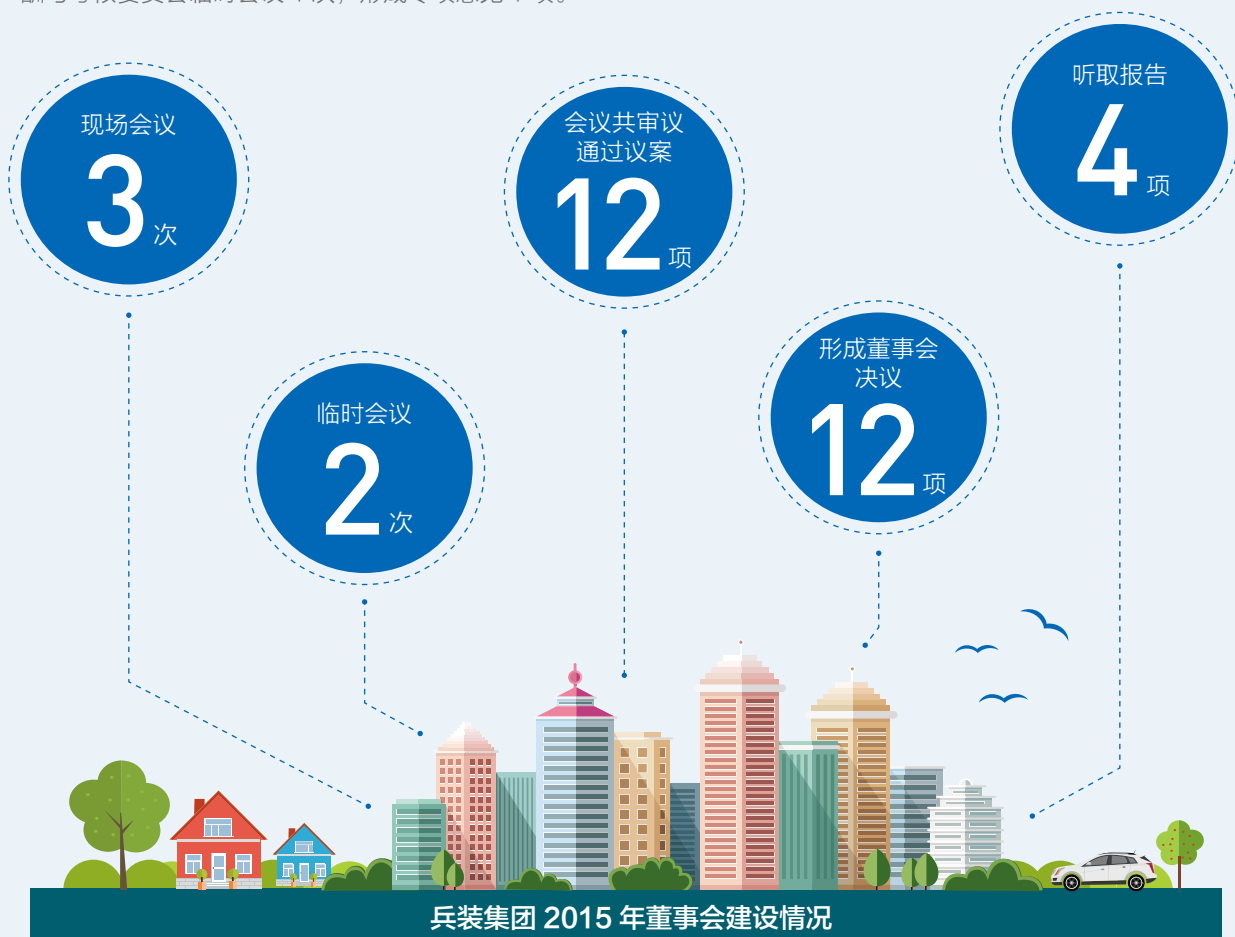 现场会议
3 次
临时会议
2 次
会议共审议
通过议案
12 项
形成董事会
决议
12 项
听取报告
4 项
兵装集团 2015 年董事会建设情况